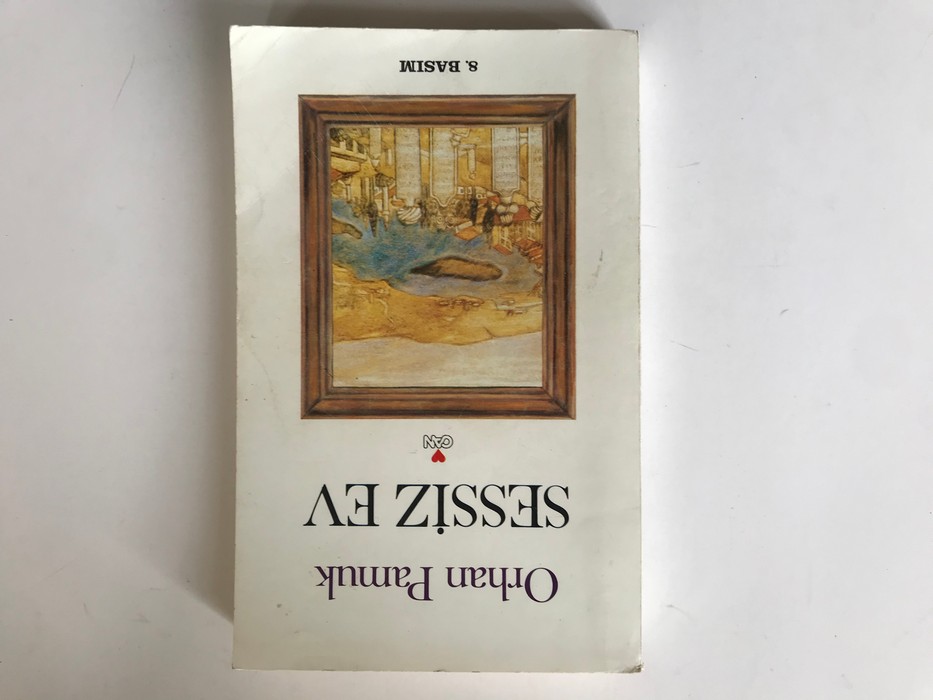 Orhan Pamuk
SESSİZ EV
CAN
8. BASIM